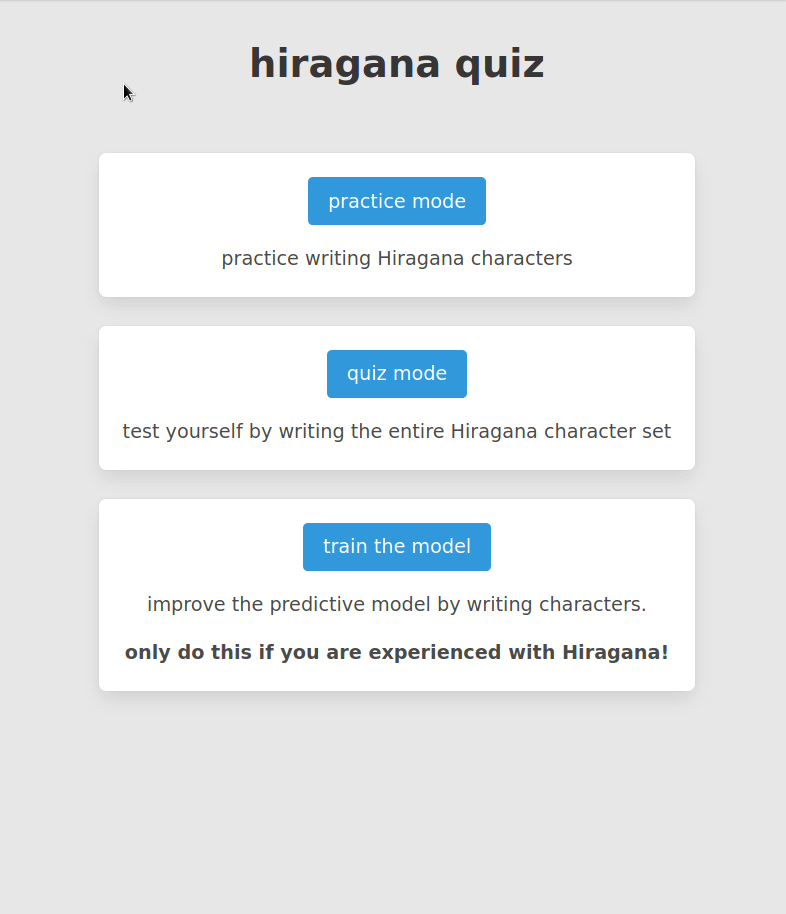 hiragana quiz
practice mode
practice writing Hiragana characters
quiz mode
test yourself by writing the entire Hiragana character set
train the model
improve the predictive model by writing characters.
only do this if you are experienced with Hiragana!